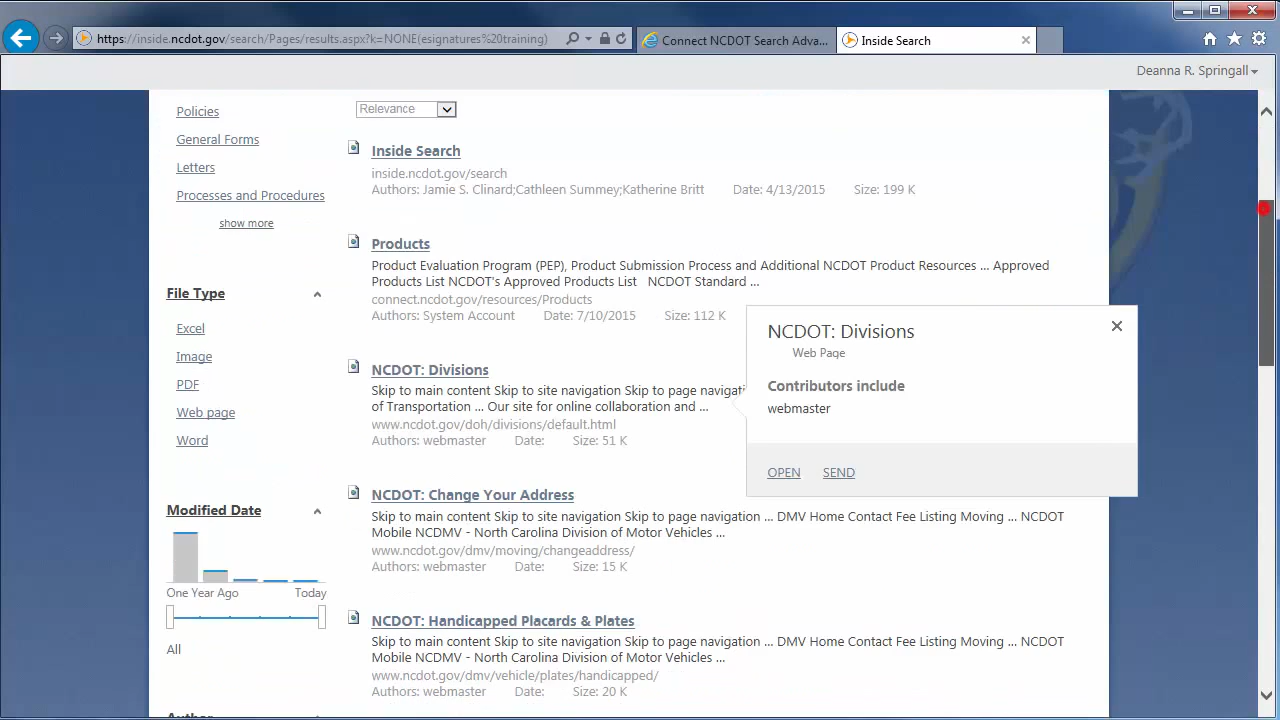 https://inside.ncdot.gov/search/Pages/results.aspx?k=NONE(esignatures%20training)
Connect NCDOT Search Adva...
Inside Search
Deanna R. Springall
Policies
General Forms
Letters
Processes and Procedures
show more
File Type
Excel
Image
PDF
Web page
Word
Modified Date
One Year Ago Today
All
Relevance
Inside Search
inside.ncdot.gov/search
Authors: Jamie S. Clinard;Cathleen Summey;Katherine Britt Date: 4/13/2015 Size: 199 K
Products
Product Evaluation Program (PEP), Product Submission Process and Additional NCDOT Product Resources ... Approved
Products List NCDOT's Approved Products List NCDOT Standard ...
connect.ncdot.gov/resources/Products
Authors: System Account Date: 7/10/2015 Size: 112 K
NCDOT: Divisions
Skip to main content Skip to site navigation Skip to page navigati
of Transportation ... Our site for online collaboration and ...
www.ncdot.gov/doh/divisions/default.html
Authors: webmaster Date: Size: 51 K
NCDOT: Divisions
Web Page
Contributors include
webmaster
OPEN SEND
NCDOT: Change Your Address
Skip to main content Skip to site navigation Skip to page navigation ... DMV Home Contact Fee Listing Moving ... NCDOT
Mobile NCDMV - North Carolina Division of Motor Vehicles ...
www.ncdot.gov/dmv/moving/changeaddress/
Authors: webmaster Date: Size: 15 K
NCDOT: Handicapped Placards & Plates
Skip to main content Skip to site navigation Skip to page navigation ... DMV Home Contact Fee Listing Moving ... NCDOT
Mobile NCDMV - North Carolina Division of Motor Vehicles ...
www.ncdot.gov/dmv/vehicle/plates/handicapped/
Authors: webmaster Date: Size: 20 K